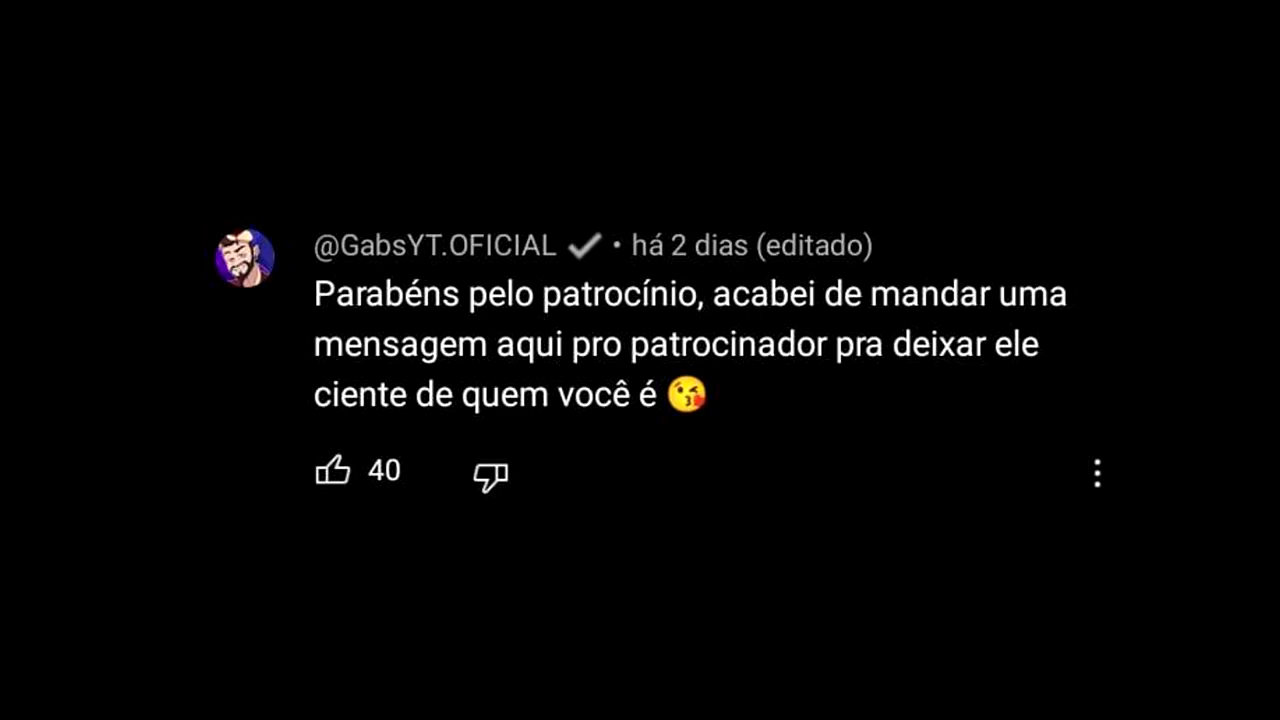 @GabsYT.OFICIAL ✔ • há 2 dias (editado)
Parabéns pelo patrocínio, acabei de mandar uma
mensagem aqui pro patrocinador pra deixar ele
ciente de quem você é 😘
40